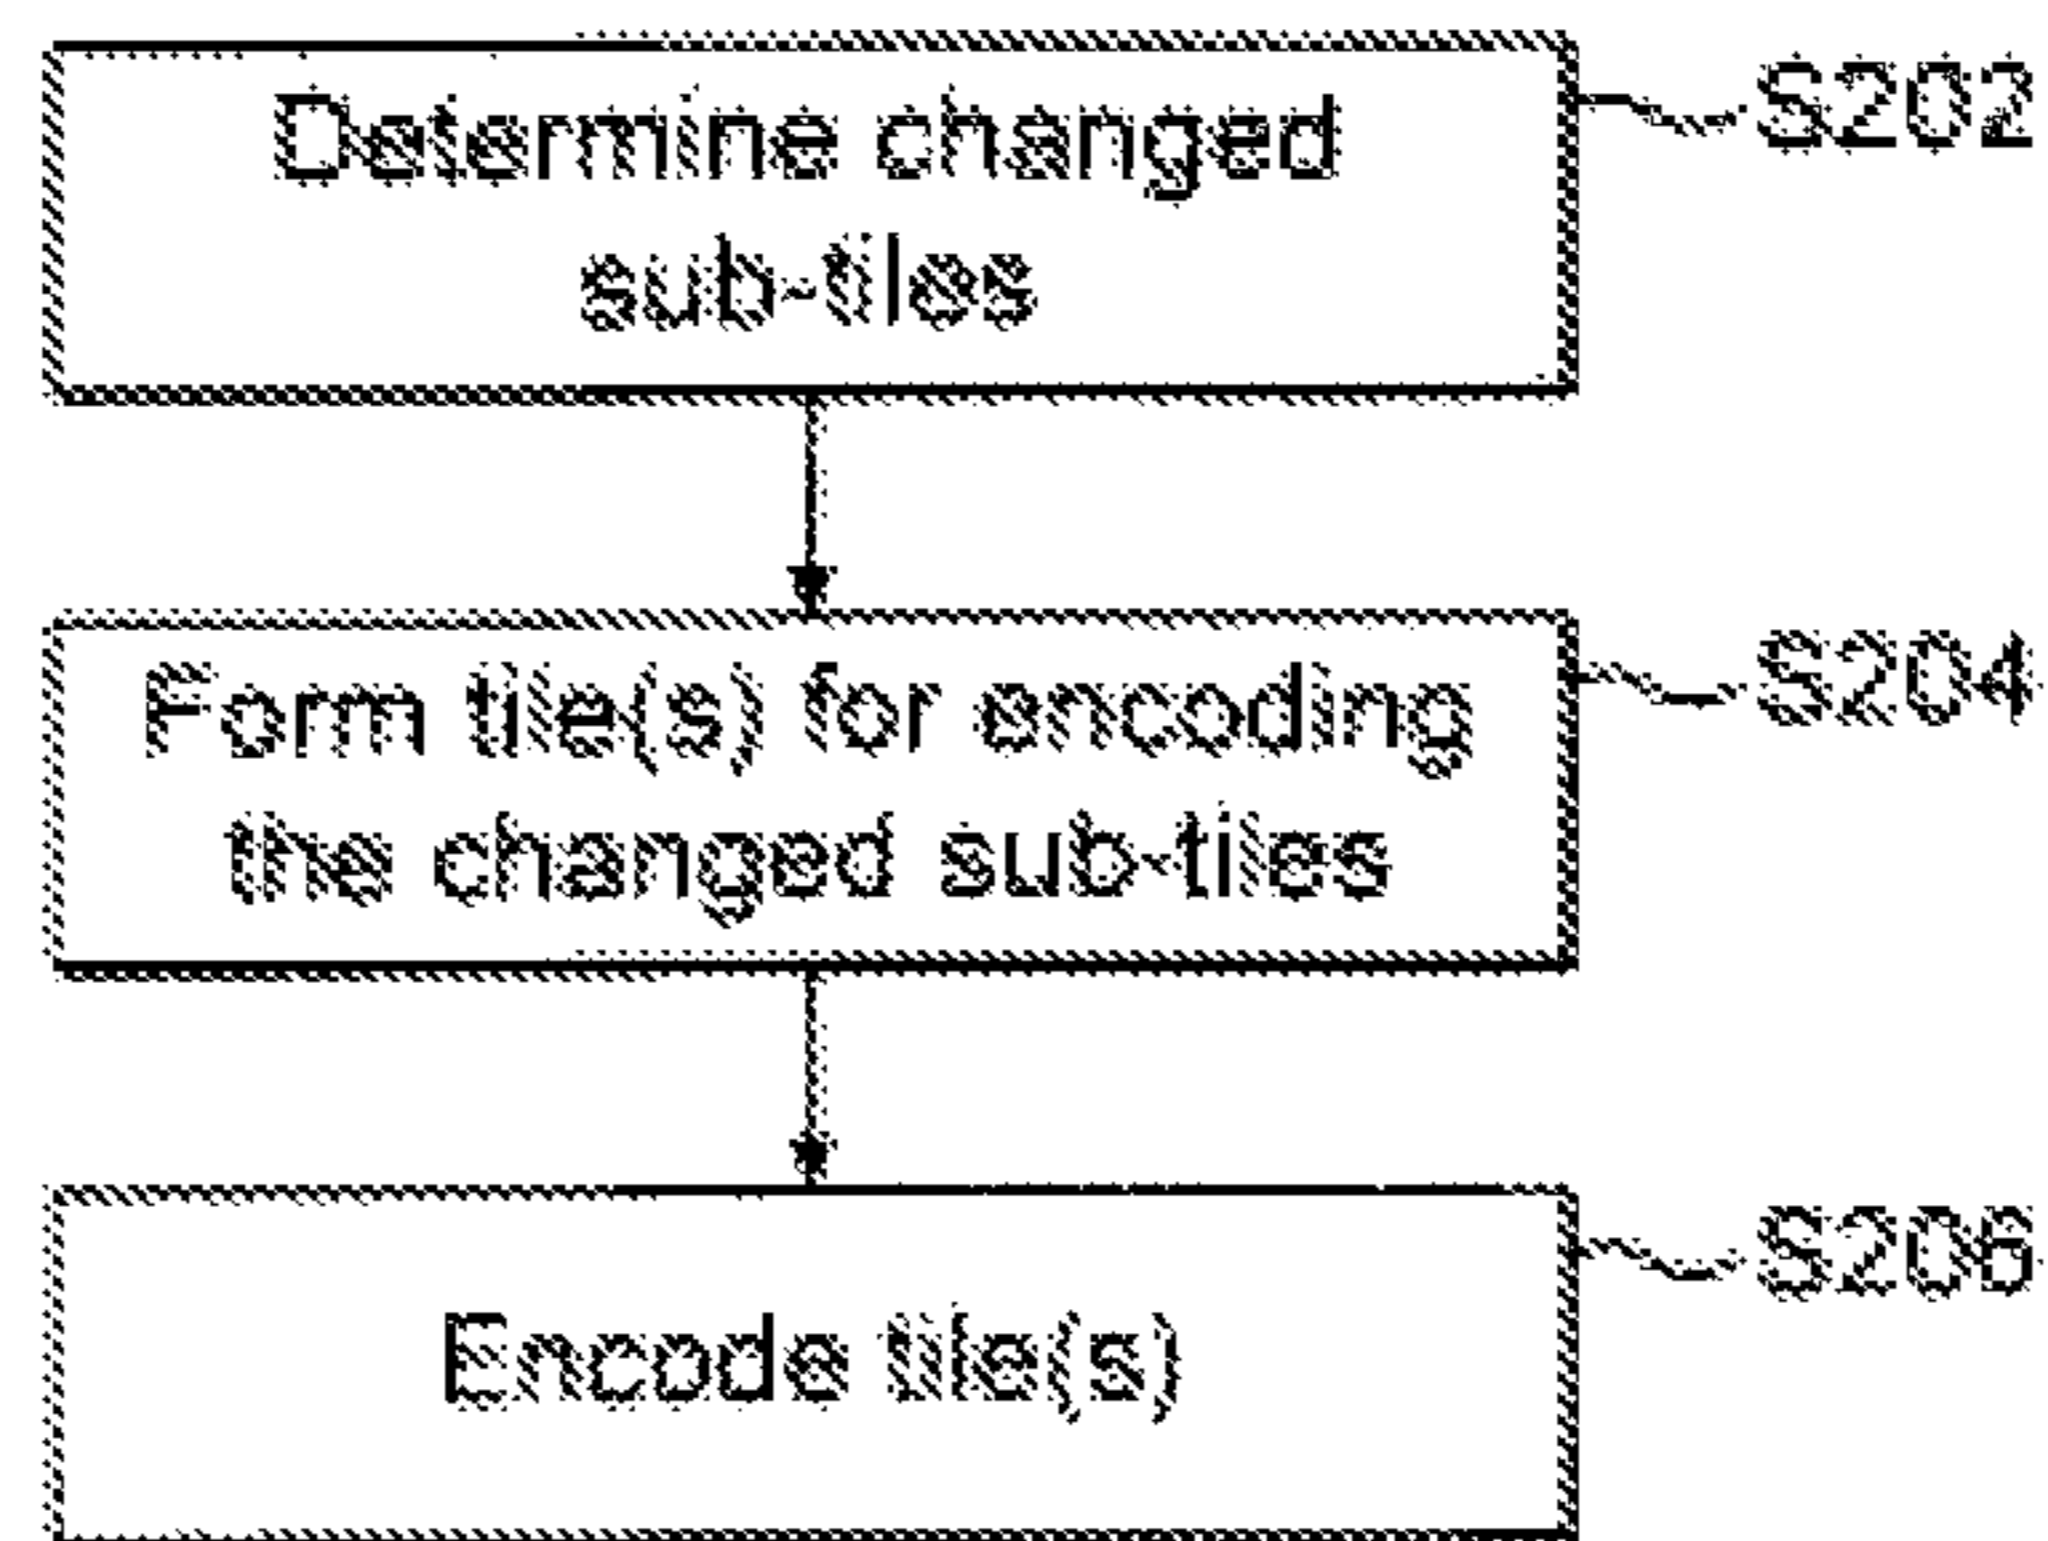 Determine changed
sub-tiles
S202
Form tile(s) for encoding
the changed sub-tiles
S204
Encode tile(s)
S206